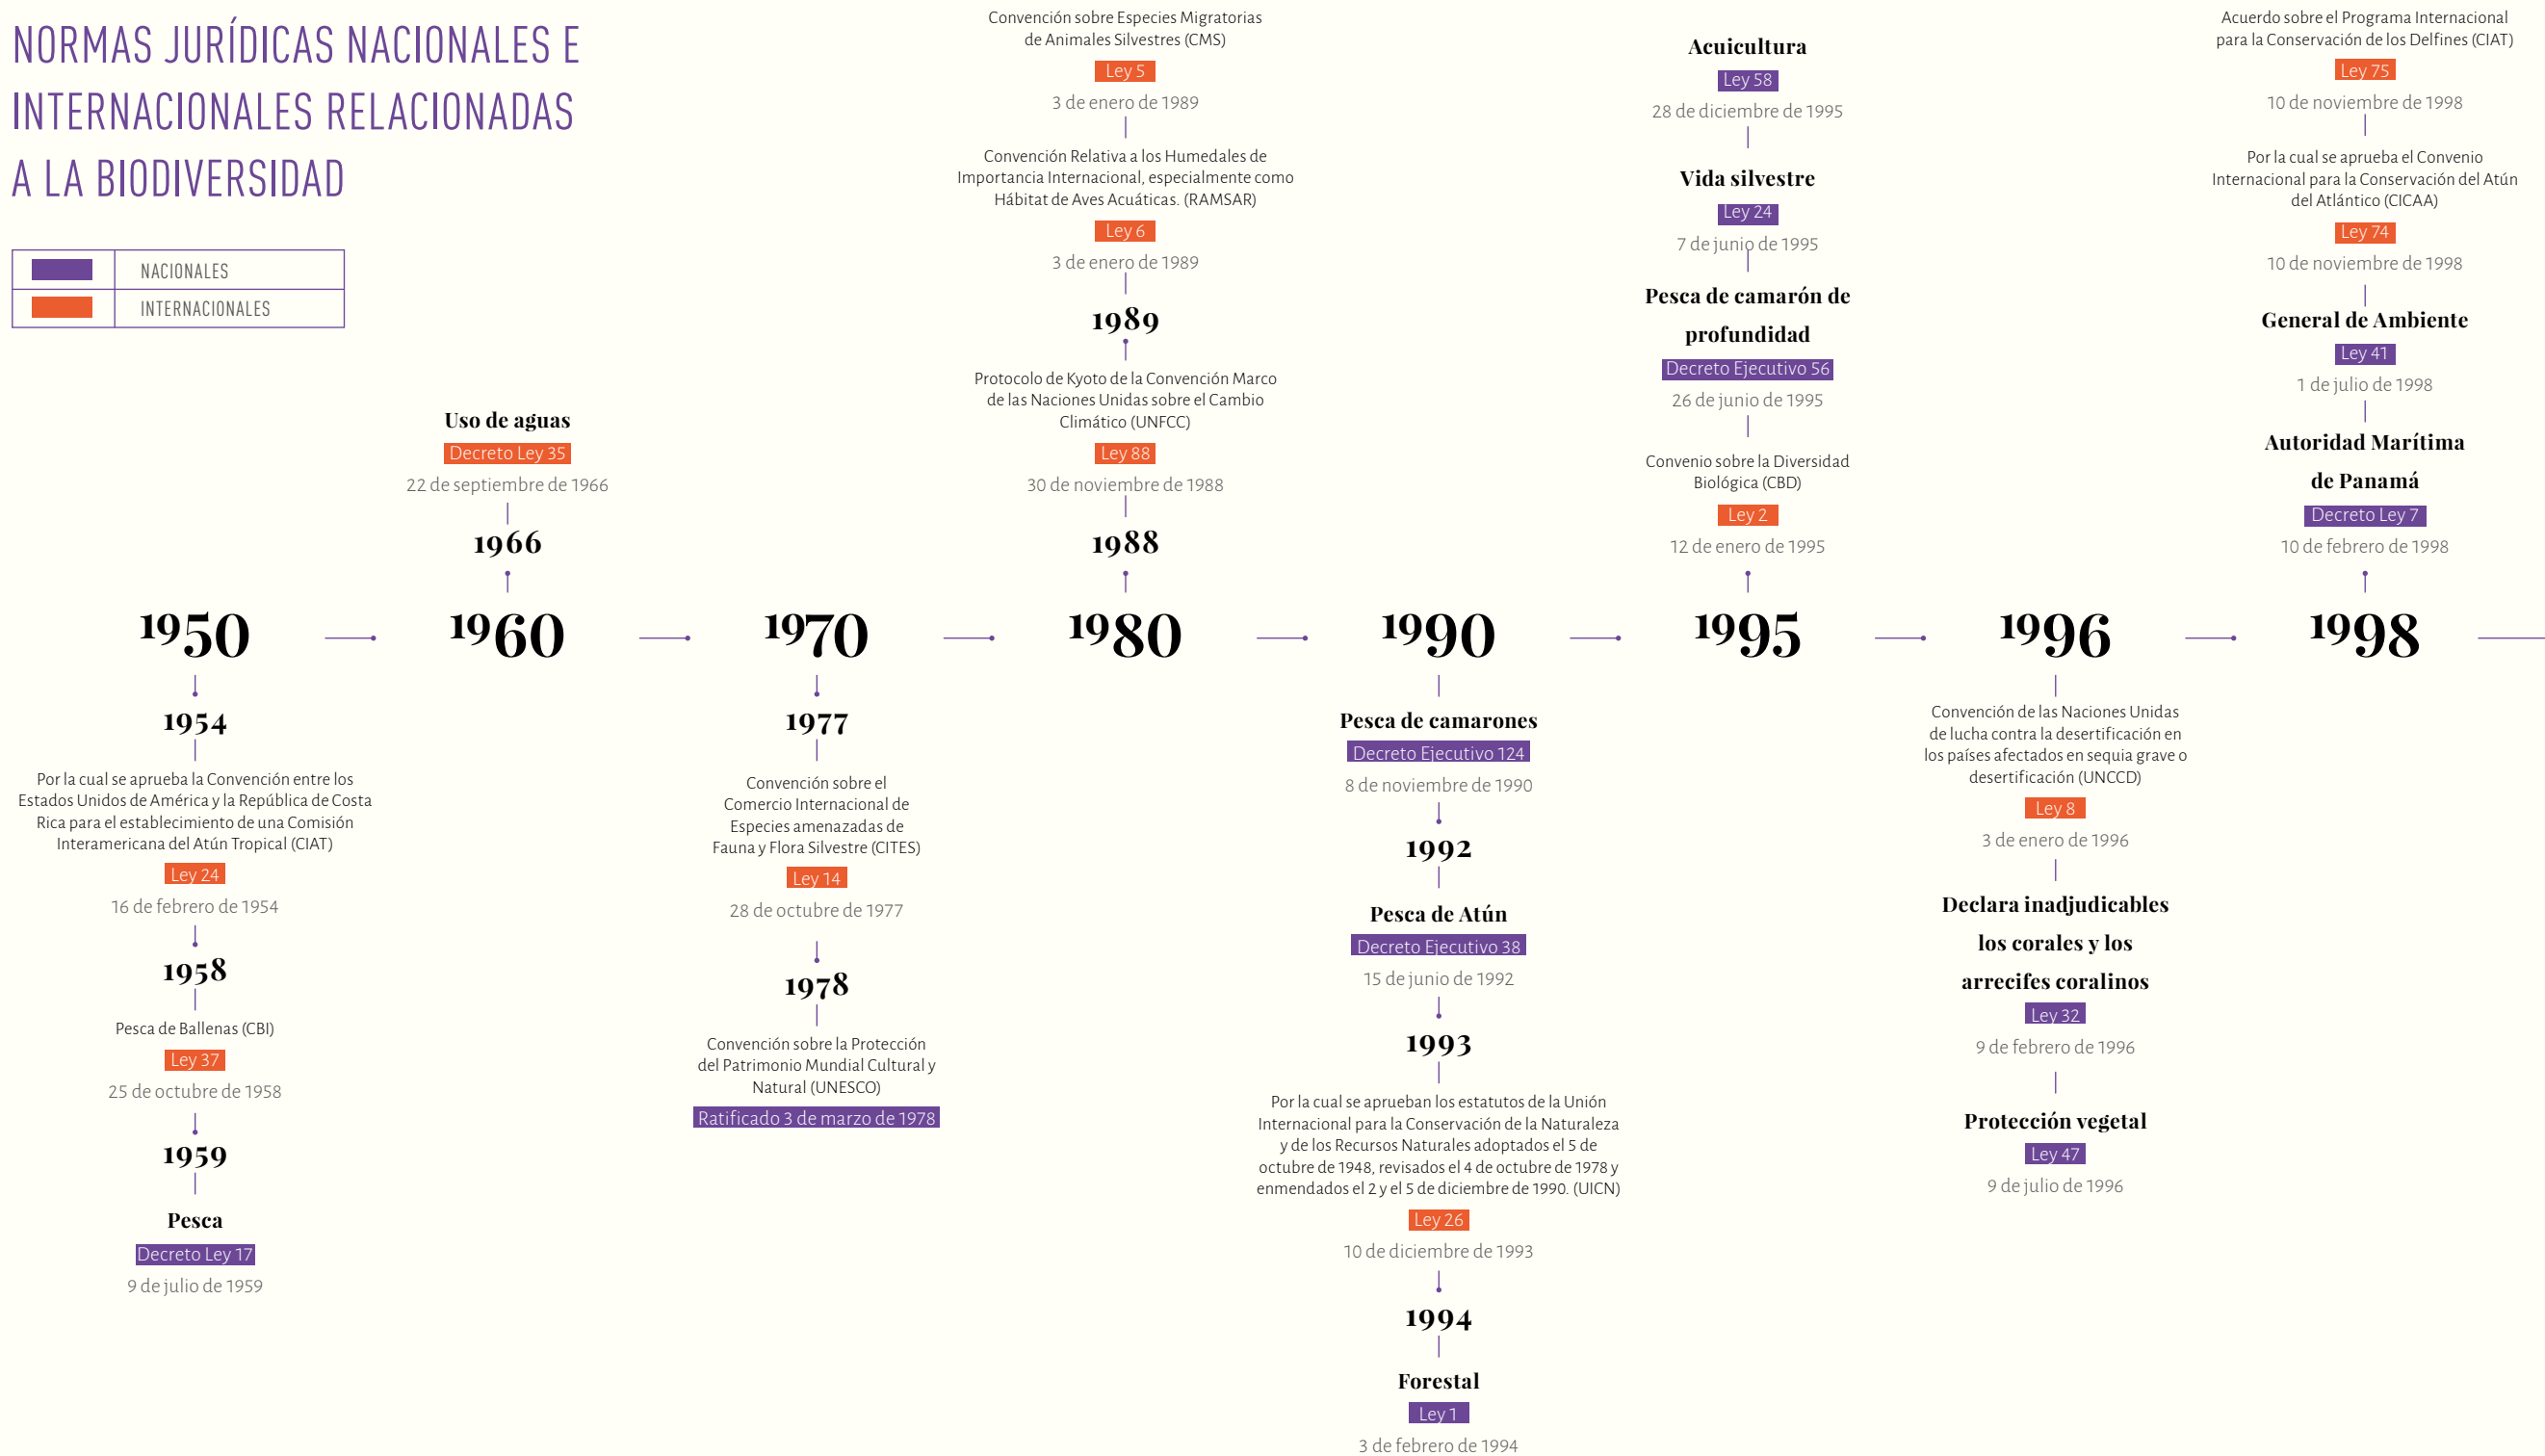 NORMAS JURÍDICAS NACIONALES E
INTERNACIONALES RELACIONADAS
A LA BIODIVERSIDAD
NACIONALES
INTERNACIONALES
1950
1954
Por la cual se aprueba la Convención entre los
Estados Unidos de América y la República de Costa
Rica para el establecimiento de una Comisión
Interamericana del Atún Tropical (CIAT)
Ley 24
16 de febrero de 1954
1958
Pesca de Ballenas (CBI)
Ley 37
25 de octubre de 1958
1959
Pesca
Decreto Ley 17
9 de julio de 1959
Uso de aguas
Decreto Ley 35
22 de septiembre de 1966
1966
1960
1970
1977
Convención sobre el
Comercio Internacional de
Especies amenazadas de
Fauna y Flora Silvestre (CITES)
Ley 14
28 de octubre de 1977
1978
Convención sobre la Protección
del Patrimonio Mundial Cultural y
Natural (UNESCO)
Ratificado 3 de marzo de 1978
Convención sobre Especies Migratorias
de Animales Silvestres (CMS)
Ley 5
3 de enero de 1989
Convención Relativa a los Humedales de
Importancia Internacional, especialmente como
Hábitat de Aves Acuáticas. (RAMSAR)
Ley 6
3 de enero de 1989
1989
Protocolo de Kyoto de la Convención Marco
de las Naciones Unidas sobre el Cambio
Climático (UNFCC)
Ley 88
30 de noviembre de 1988
1988
1980
1990
Pesca de camarones
Decreto Ejecutivo 124
8 de noviembre de 1990
1992
Pesca de Atún
Decreto Ejecutivo 38
15 de junio de 1992
1993
Por la cual se aprueban los estatutos de la Unión
Internacional para la Conservación de la Naturaleza
y de los Recursos Naturales adoptados el 5 de
octubre de 1948, revisados el 4 de octubre de 1978 y
enmendados el 2 y el 5 de diciembre de 1990. (UICN)
Ley 26
10 de diciembre de 1993
1994
Forestal
Ley 1
3 de febrero de 1994
Acuicultura
Ley 58
28 de diciembre de 1995
Vida silvestre
Ley 24
7 de junio de 1995
Pesca de camarón de
profundidad
Decreto Ejecutivo 56
26 de junio de 1995
Convenio sobre la Diversidad
Biológica (CBD)
Ley 2
12 de enero de 1995
1995
1996
Convención de las Naciones Unidas
de lucha contra la desertificación en
los países afectados en sequia grave o
desertificación (UNCCD)
Ley 8
3 de enero de 1996
Declara inadjudicables
los corales y los
arrecifes coralinos
Ley 32
9 de febrero de 1996
Protección vegetal
Ley 47
9 de julio de 1996
Acuerdo sobre el Programa Internacional
para la Conservación de los Delfines (CIAT)
Ley 75
10 de noviembre de 1998
Por la cual se aprueba el Convenio
Internacional para la Conservación del Atún
del Atlántico (CICAA)
Ley 74
10 de noviembre de 1998
General de Ambiente
Ley 41
1 de julio de 1998
Autoridad Marítima
de Panamá
Decreto Ley 7
10 de febrero de 1998
1998